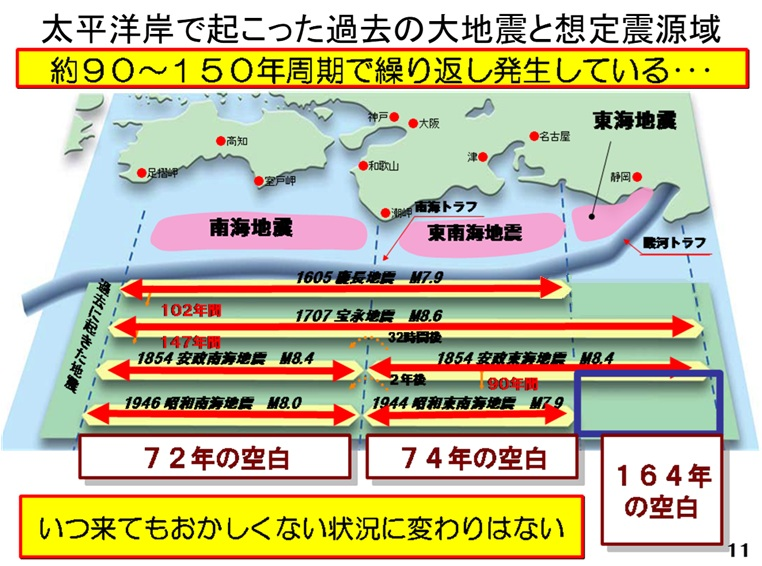 太平洋岸で起こった過去の大地震と想定震源域
約９０～１５０年周期で繰り返し発生している･･･
神戸
大阪
名古屋
東海地震
高知
和歌山
津
静岡
足摺岬
室戸岬
潮岬
南海トラフ
南海地震
東南海地震
駿河トラフ
過去に起きた地震
1605 慶長地震 M7.9
102年間
1707 宝永地震 M8.6
147年間
32時間後
1854 安政南海地震 M8.4
1854 安政東海地震 M8.4
２年後
90年間
1946 昭和南海地震 M8.0
1944 昭和東南海地震 M7.9
７２年の空白
７４年の空白
１６４年
の空白
いつ来てもおかしくない状況に変わりはない
11